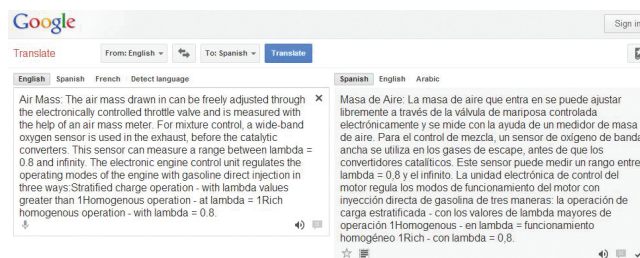 Google
Sign in
Translate
From: English
To: Spanish
Translate
English Spanish French Detect language
Air Mass: The air mass drawn in can be freely adjusted through
the electronically controlled throttle valve and is measured with
the help of an air mass meter. For mixture control, a wide-band
oxygen sensor is used in the exhaust, before the catalytic
converters. This sensor can measure a range between lambda =
0.8 and infinity. The electronic engine control unit regulates the
operating modes of the engine with gasoline direct injection in
three ways:Stratified charge operation - with lambda values
greater than 1Homogenous operation - at lambda = 1Rich
homogenous operation - with lambda = 0.8.
Spanish English Arabic
Masa de Aire: La masa de aire que entra en se puede ajustar
libremente a través de la válvula de mariposa controlada
electrónicamente y se mide con la ayuda de un medidor de masa
de aire. Para el control de mezcla, un sensor de oxígeno de banda
ancha se utiliza en los gases de escape, antes de que los
convertidores catalíticos. Este sensor puede medir un rango entre
lambda = 0,8 y el infinito. La unidad electrónica de control del
motor regula los modos de funcionamiento del motor con
inyección directa de gasolina de tres maneras: la operación de
carga estratificada - con los valores de lambda mayores de
operación 1Homogenous - en lambda = funcionamiento
homogéneo 1Rich - con lambda = 0,8.